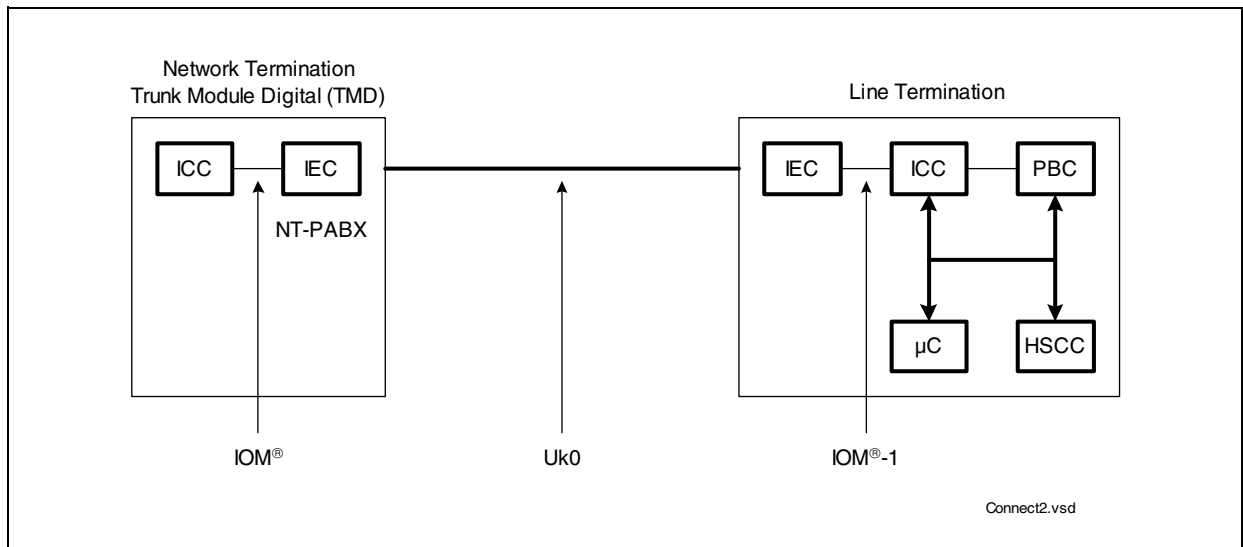 Network Termination
Trunk Module Digital (TMD)
Line Termination
ICC
IEC
IEC
ICC
PBC
NT-PABX
µC
HSCC
IOM®
Uk0
IOM®-1
Connect2.vsd